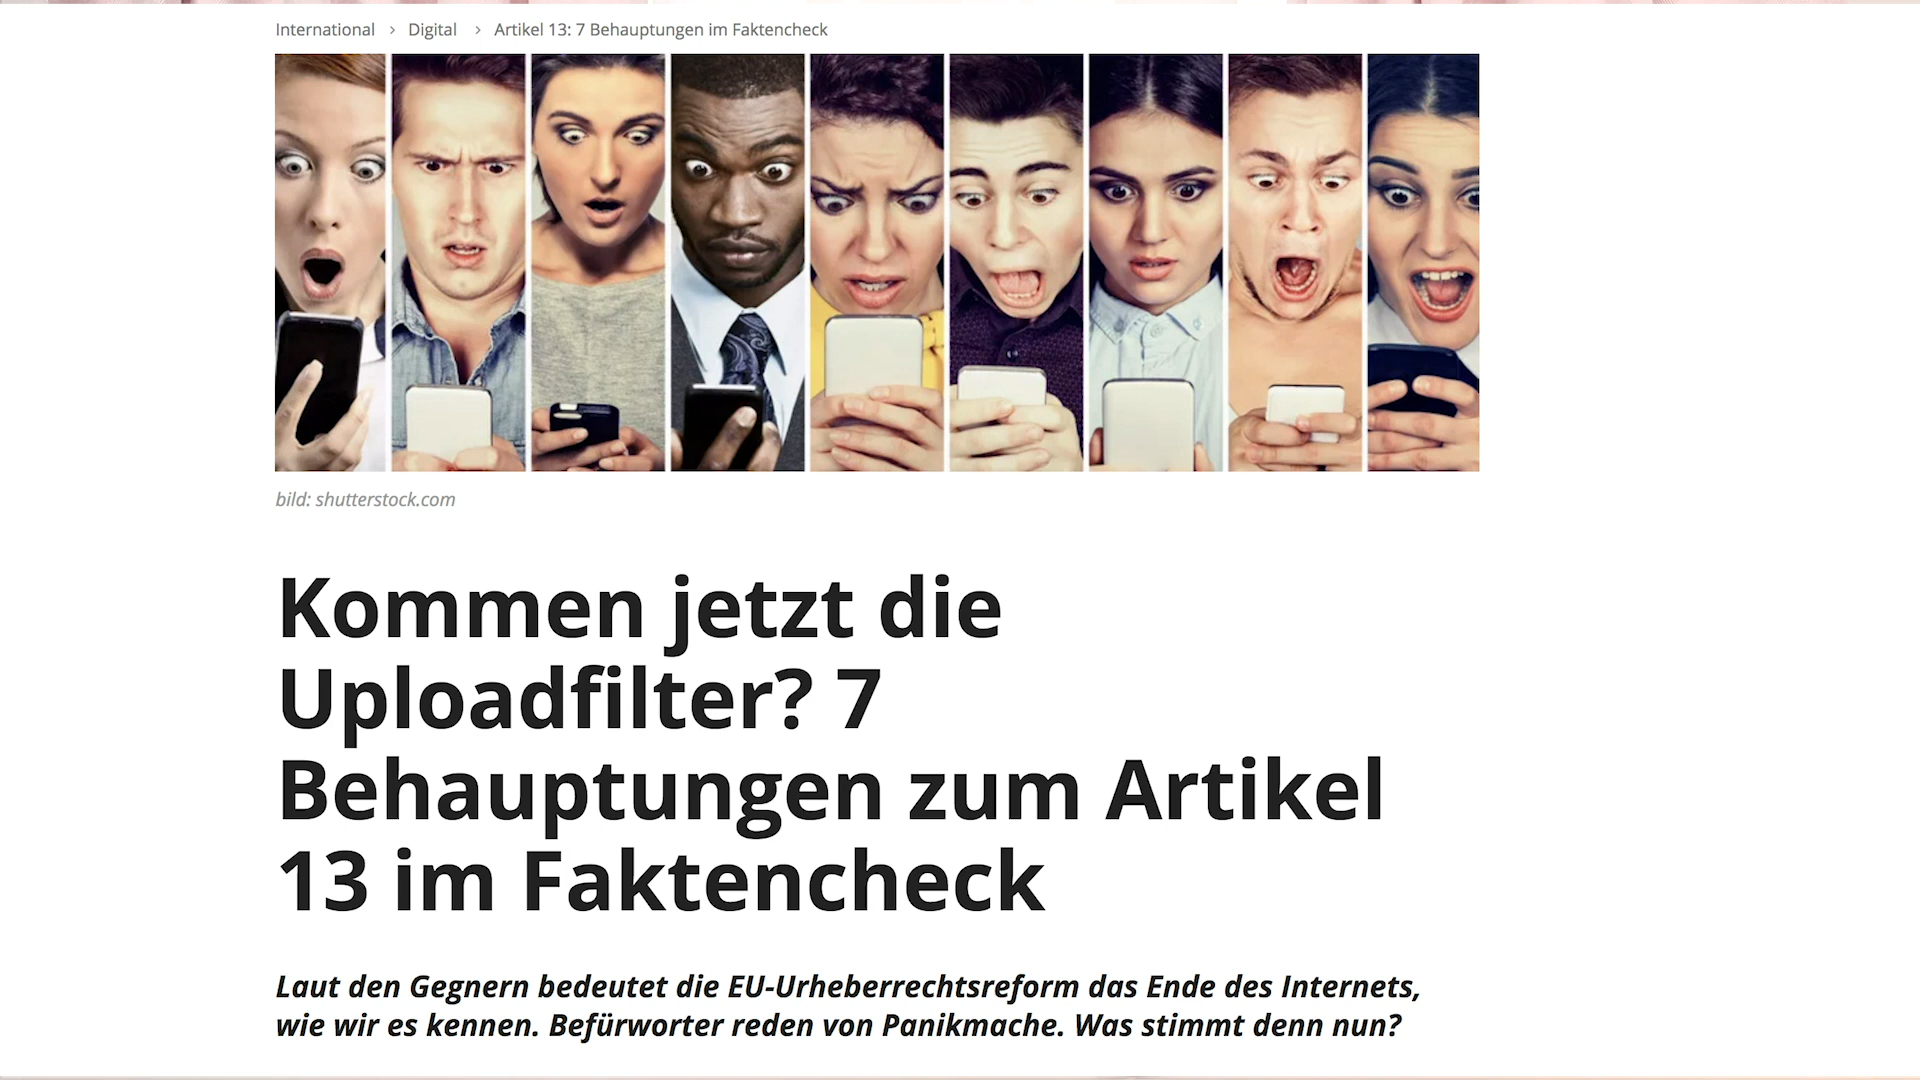 International > Digital > Artikel 13: 7 Behauptungen im Faktencheck
bild: shutterstock.com
Kommen jetzt die
Uploadfilter? 7
Behauptungen zum Artikel
13 im Faktencheck
Laut den Gegnern bedeutet die EU-Urheberrechtsreform das Ende des Internets,
wie wir es kennen. Befürworter reden von Panikmache. Was stimmt denn nun?